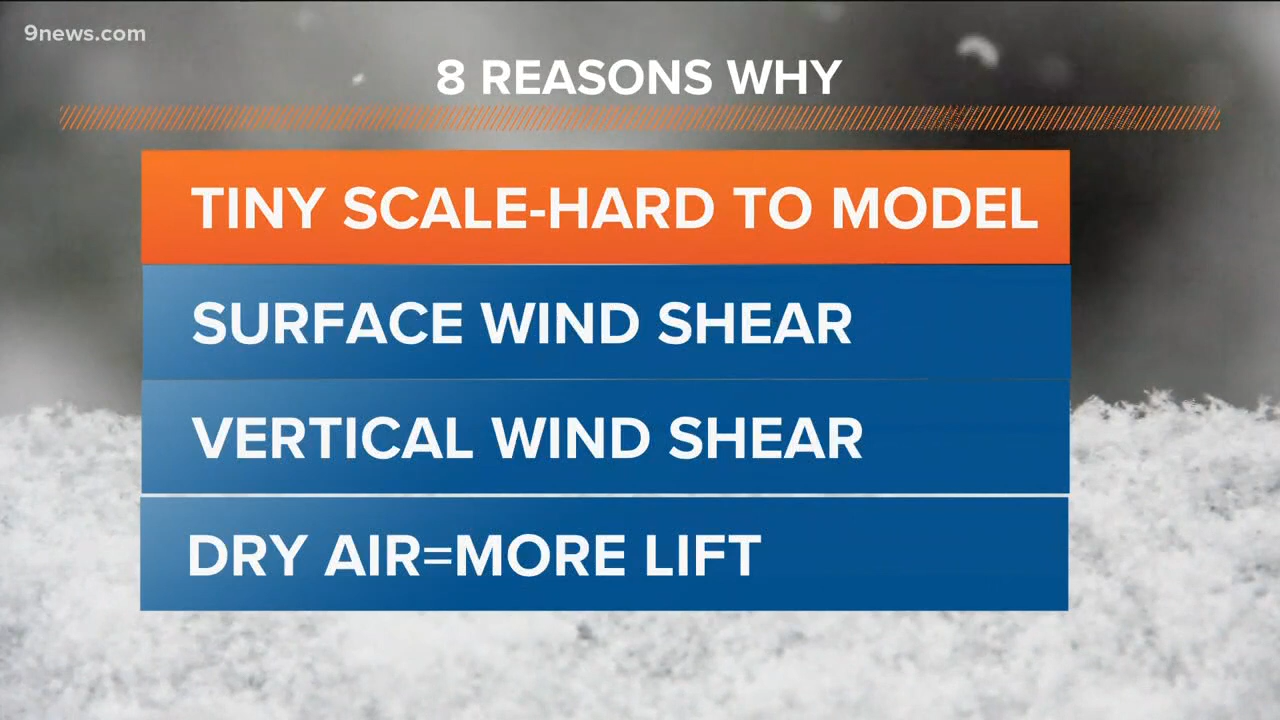 9news.com
8 REASONS WHY
TINY SCALE-HARD TO MODEL
SURFACE WIND SHEAR
VERTICAL WIND SHEAR
DRY AIR=MORE LIFT